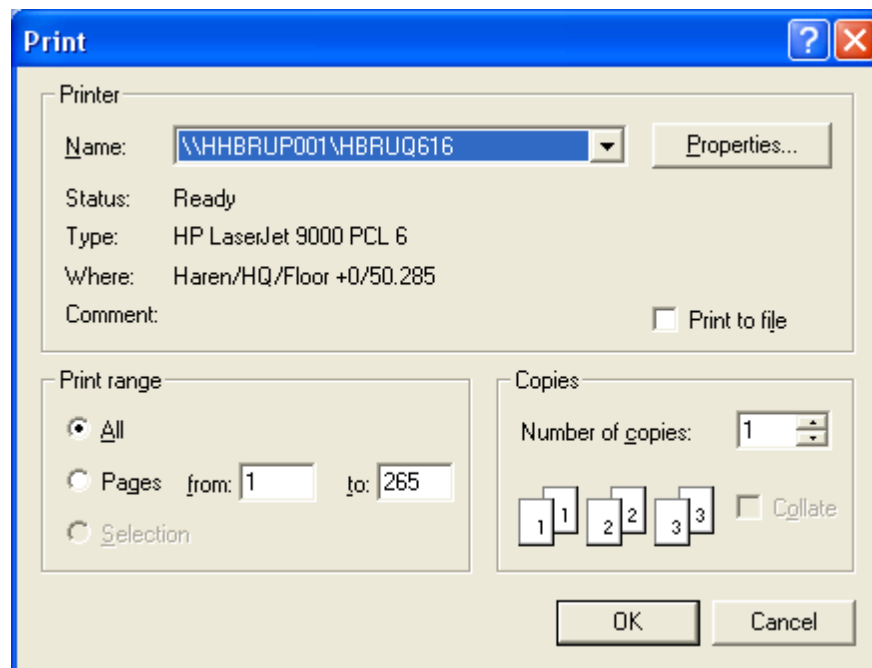 Print
Printer
Name: \\HHBRUP001\HBRUQ616 Properties...
Status: Ready
Type: HP LaserJet 9000 PCL 6
Where: Haren/HQ/Floor +0/50.285
Comment: Print to file
Print range
All
Pages from: 1 to: 265
Selection
Copies
Number of copies: 1
1 1 2 2 3 3 Collate
OK Cancel